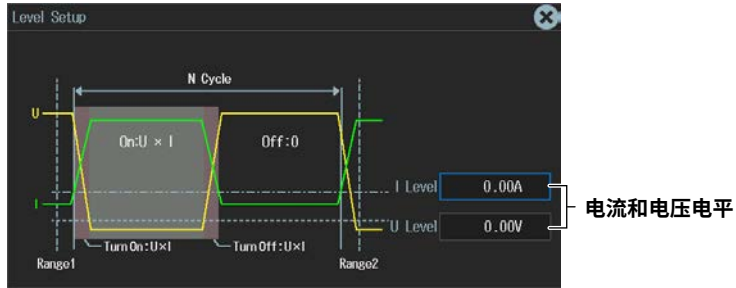 Level Setup
N Cycle
U
On:U × I
Off:0
I Level
0.00A
I
U Level
0.00V
电流和电压电平
Turn On:U×I
Turn Off:U×I
Range1
Range2